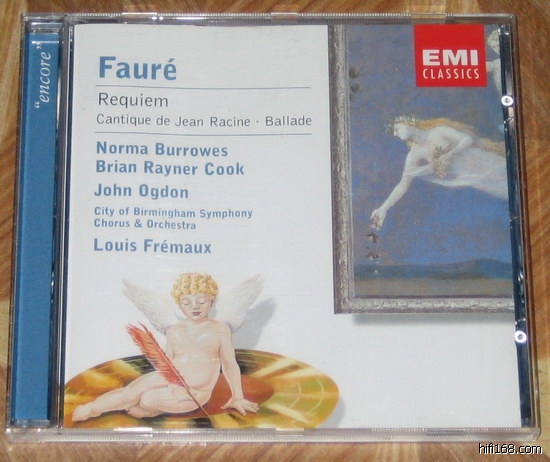 "encore"
EMI
CLASSICS
Fauré
Requiem
Cantique de Jean Racine · Ballade
Norma Burrowes
Brian Rayner Cook
John Ogdon
City of Birmingham Symphony
Chorus & Orchestra
Louis Frémaux
hifi168.com